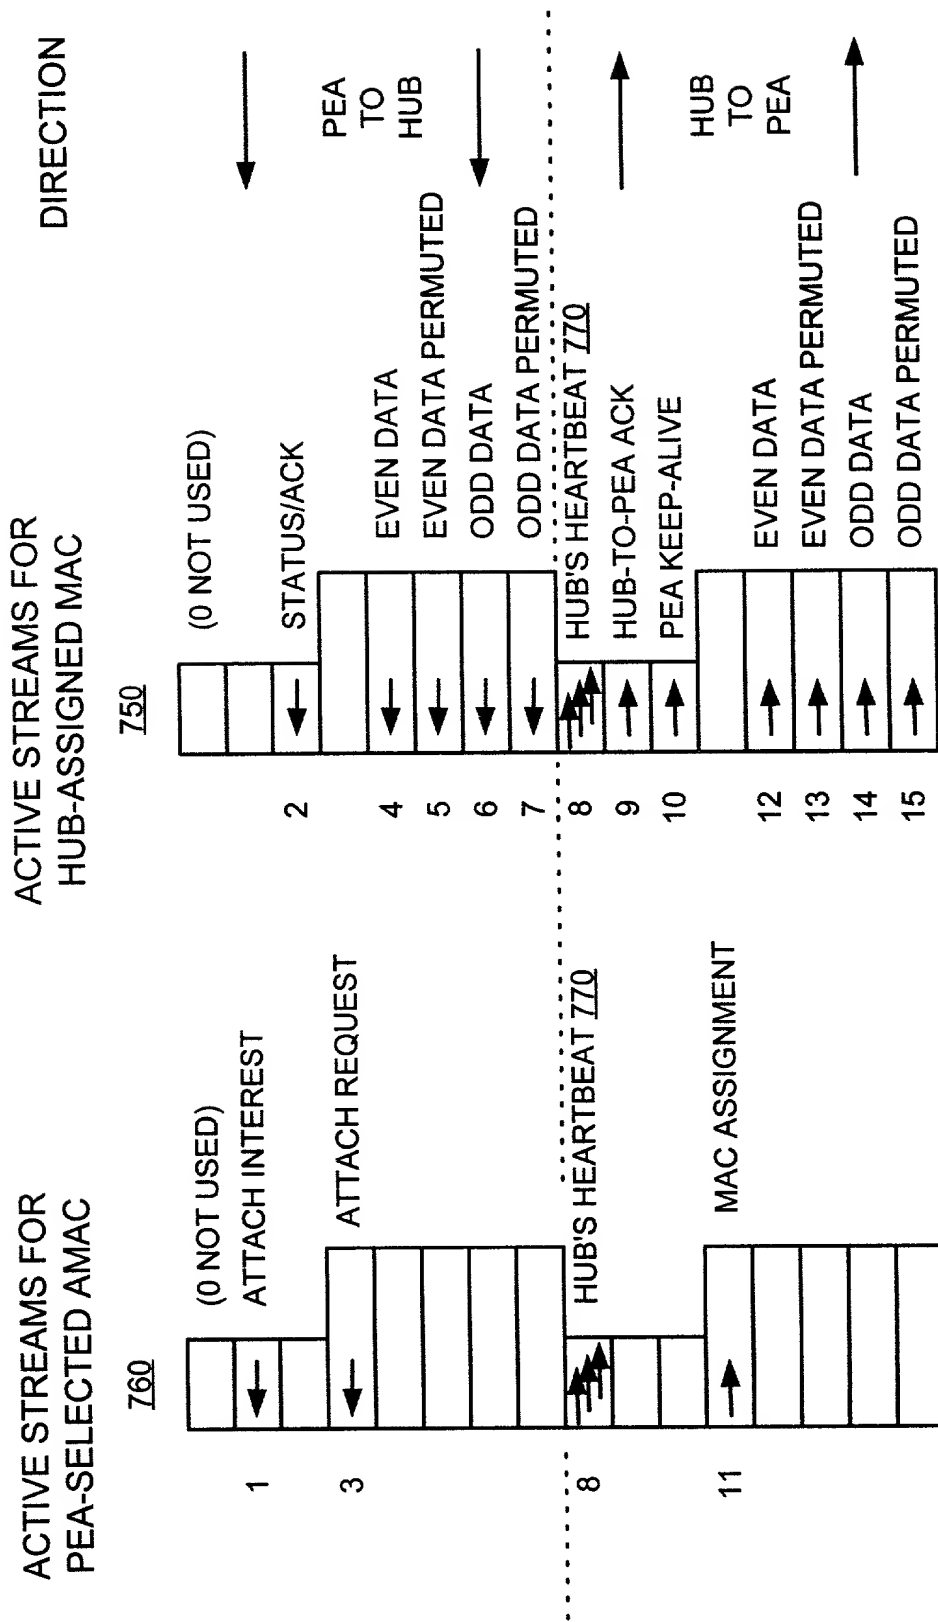 ACTIVE STREAMS FOR
PEA-SELECTED AMAC
760
(0 NOT USED)
1 ATTACH INTEREST
3 ATTACH REQUEST
8 HUB'S HEARTBEAT 770
11 MAC ASSIGNMENT
ACTIVE STREAMS FOR
HUB-ASSIGNED MAC
750
(0 NOT USED)
2 STATUS/ACK
4 EVEN DATA
5 EVEN DATA PERMUTED
6 ODD DATA
7 ODD DATA PERMUTED
8 HUB'S HEARTBEAT 770
9 HUB-TO-PEA ACK
10 PEA KEEP-ALIVE
12 EVEN DATA
13 EVEN DATA PERMUTED
14 ODD DATA
15 ODD DATA PERMUTED
DIRECTION
PEA
TO
HUB
HUB
TO
PEA